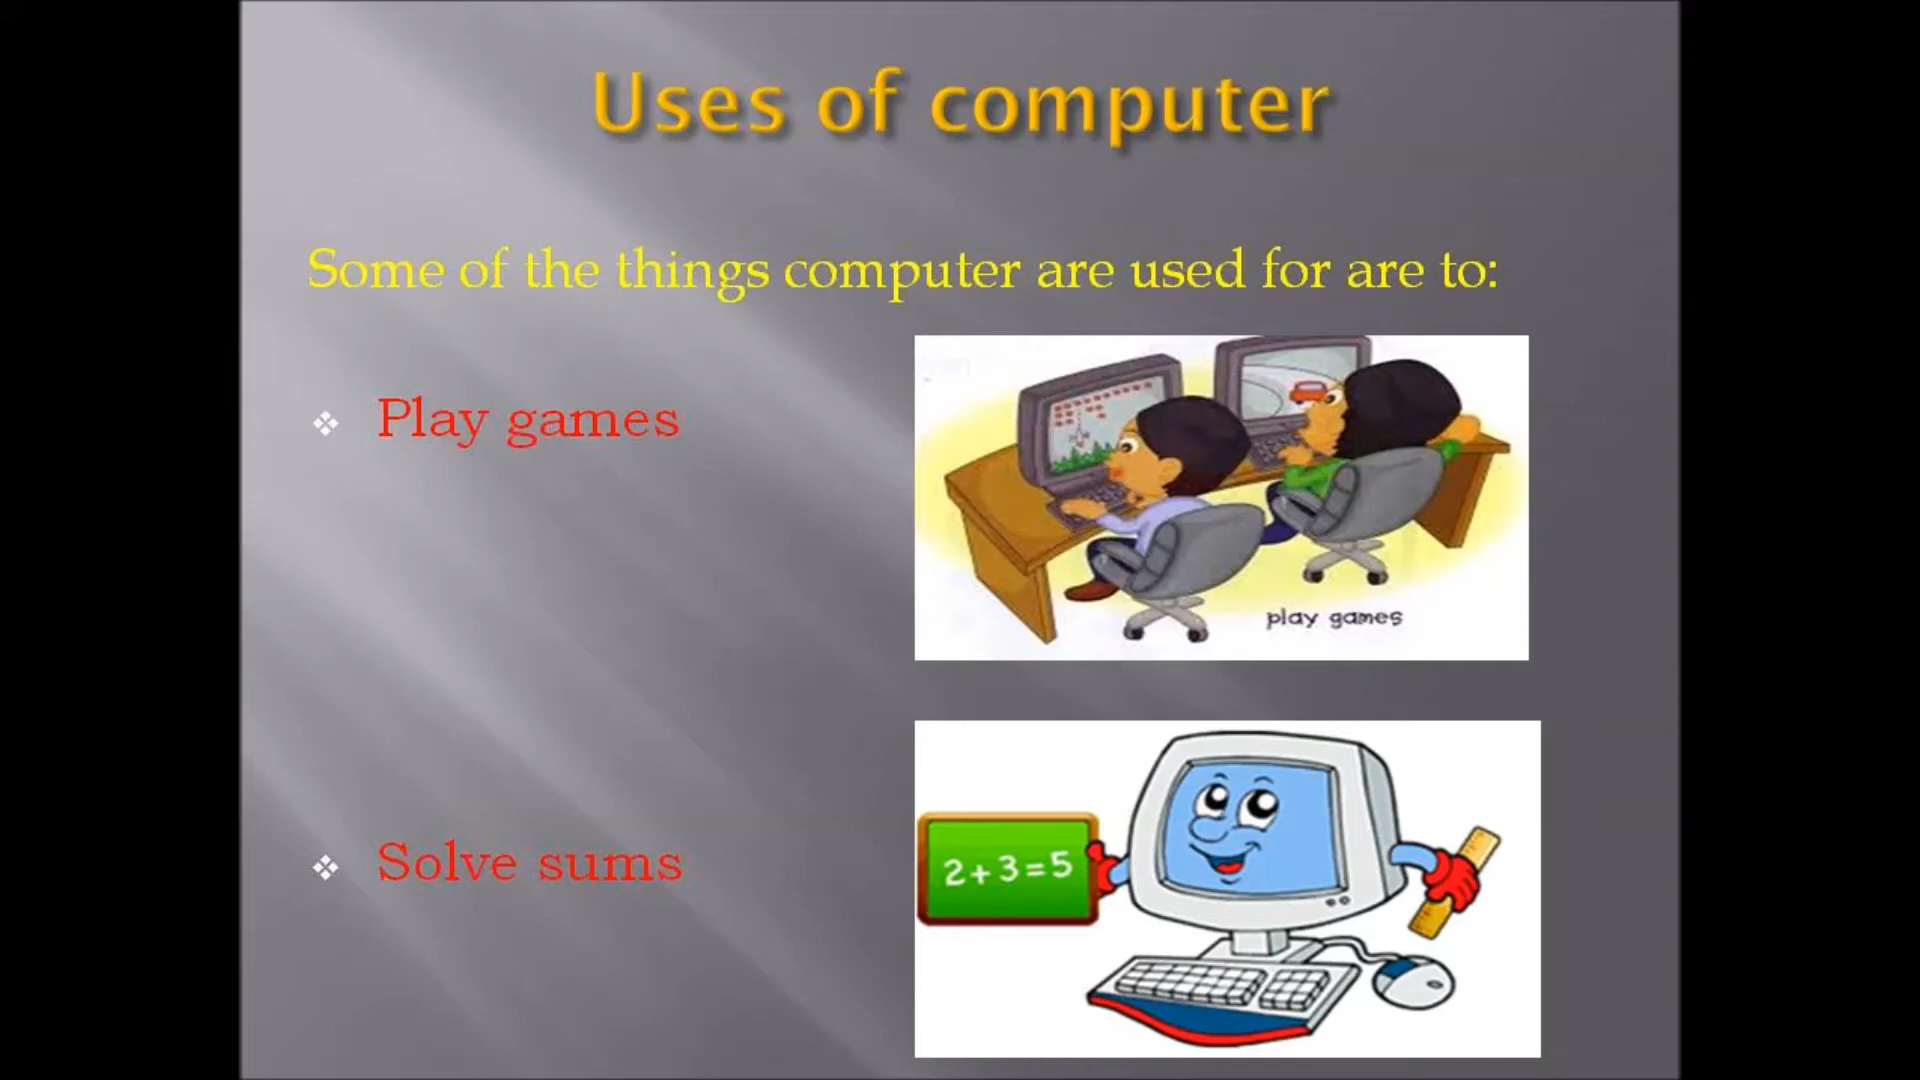 Uses of computer
Some of the things computer are used for are to:
❖ Play games
play games
❖ Solve sums
2+3=5